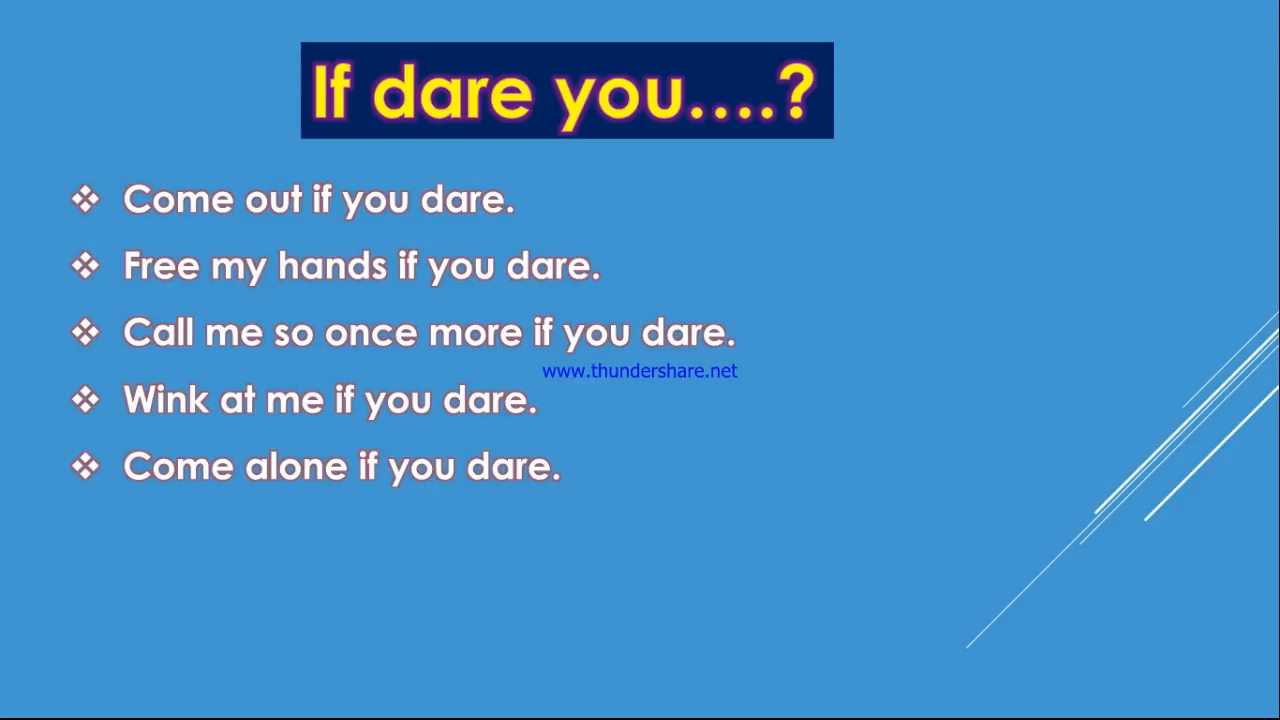 If dare you....?
❖ Come out if you dare.
❖ Free my hands if you dare.
❖ Call me so once more if you dare.
www.thundershare.net
❖ Wink at me if you dare.
❖ Come alone if you dare.